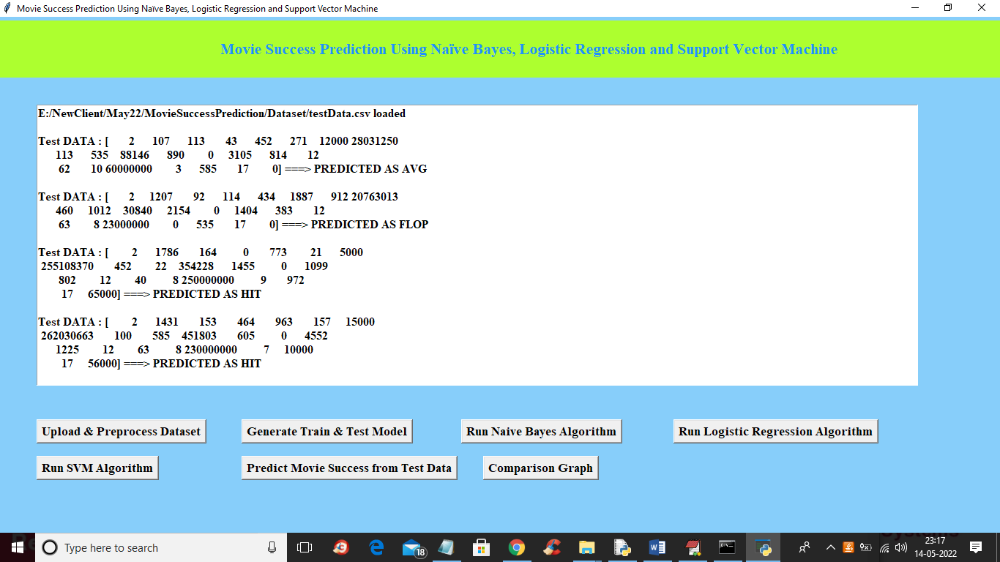 Movie Success Prediction Using Naïve Bayes, Logistic Regression and Support Vector Machine
Movie Success Prediction Using Naïve Bayes, Logistic Regression and Support Vector Machine
E:/NewClient/May22/MovieSuccessPrediction/Dataset/testData.csv loaded
Test DATA : [ 2 107 113 43 452 271 12000 28031250
113 535 88146 890 0 3105 814 12
62 10 60000000 3 585 17 0] ===> PREDICTED AS AVG
Test DATA : [ 2 1207 92 114 434 1887 912 20763013
460 1012 30840 2154 0 1404 383 12
63 8 23000000 0 535 17 0] ===> PREDICTED AS FLOP
Test DATA : [ 2 1786 164 0 773 21 5000
255108370 452 22 354228 1455 0 1099
802 12 40 8 250000000 9 972
17 65000] ===> PREDICTED AS HIT
Test DATA : [ 2 1431 153 464 963 157 15000
262030663 100 585 451803 605 0 4552
1225 12 63 8 230000000 7 10000
17 56000] ===> PREDICTED AS HIT
Upload & Preprocess Dataset Generate Train & Test Model Run Naive Bayes Algorithm Run Logistic Regression Algorithm
Run SVM Algorithm Predict Movie Success from Test Data Comparison Graph
Type here to search
18
23:17
14-05-2022